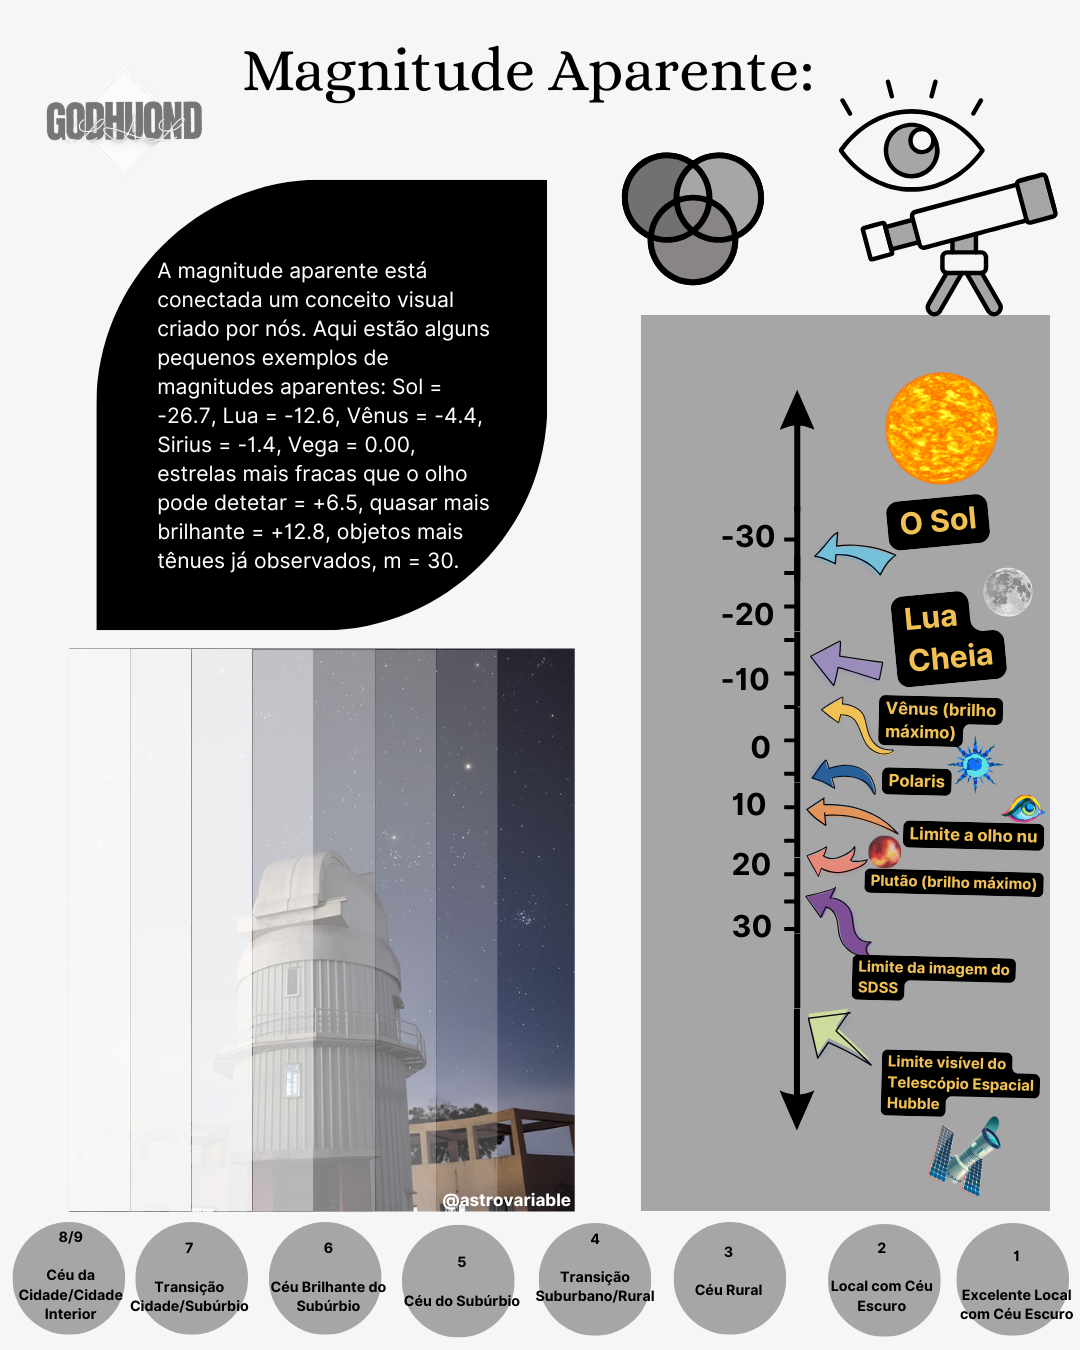 Magnitude Aparente:
GODHUOND
A magnitude aparente está
conectada um conceito visual
criado por nós. Aqui estão alguns
pequenos exemplos de
magnitudes aparentes: Sol =
-26.7, Lua = -12.6, Vênus = -4.4,
Sirius = -1.4, Vega = 0.00,
estrelas mais fracas que o olho
pode detetar = +6.5, quasar mais
brilhante = +12.8, objetos mais
tênues já observados, m = 30.
-30
-20
-10
0
10
20
30
O Sol
Lua
Cheia
Vênus (brilho
máximo)
Polaris
Limite a olho nu
Plutão (brilho máximo)
Limite da imagem do
SDSS
Limite visível do
Telescópio Espacial
Hubble
@astrovariable
8/9
Céu da
Cidade/Cidade
Interior
7
Transição
Cidade/Subúrbio
6
Céu Brilhante do
Subúrbio
5
Céu do Subúrbio
4
Transição
Suburbano/Rural
3
Céu Rural
2
Local com Céu
Escuro
1
Excelente Local
com Céu Escuro